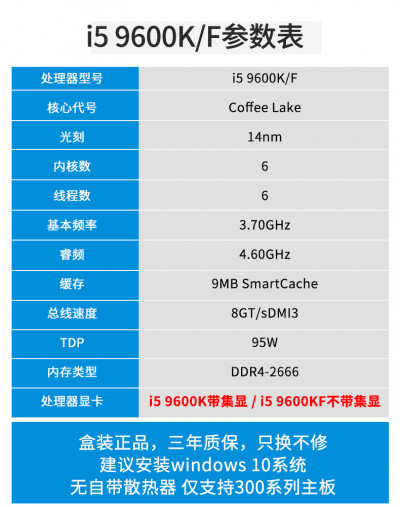 i5 9600K/F参数表
处理器型号 i5 9600K/F
核心代号 Coffee Lake
光刻 14nm
内核数 6
线程数 6
基本频率 3.70GHz
睿频 4.60GHz
缓存 9MB SmartCache
总线速度 8GT/sDMI3
TDP 95W
内存类型 DDR4-2666
处理器显卡 i5 9600K带集显 / i5 9600KF不带集显
盒装正品，三年质保，只换不修
建议安装windows 10系统
无自带散热器 仅支持300系列主板